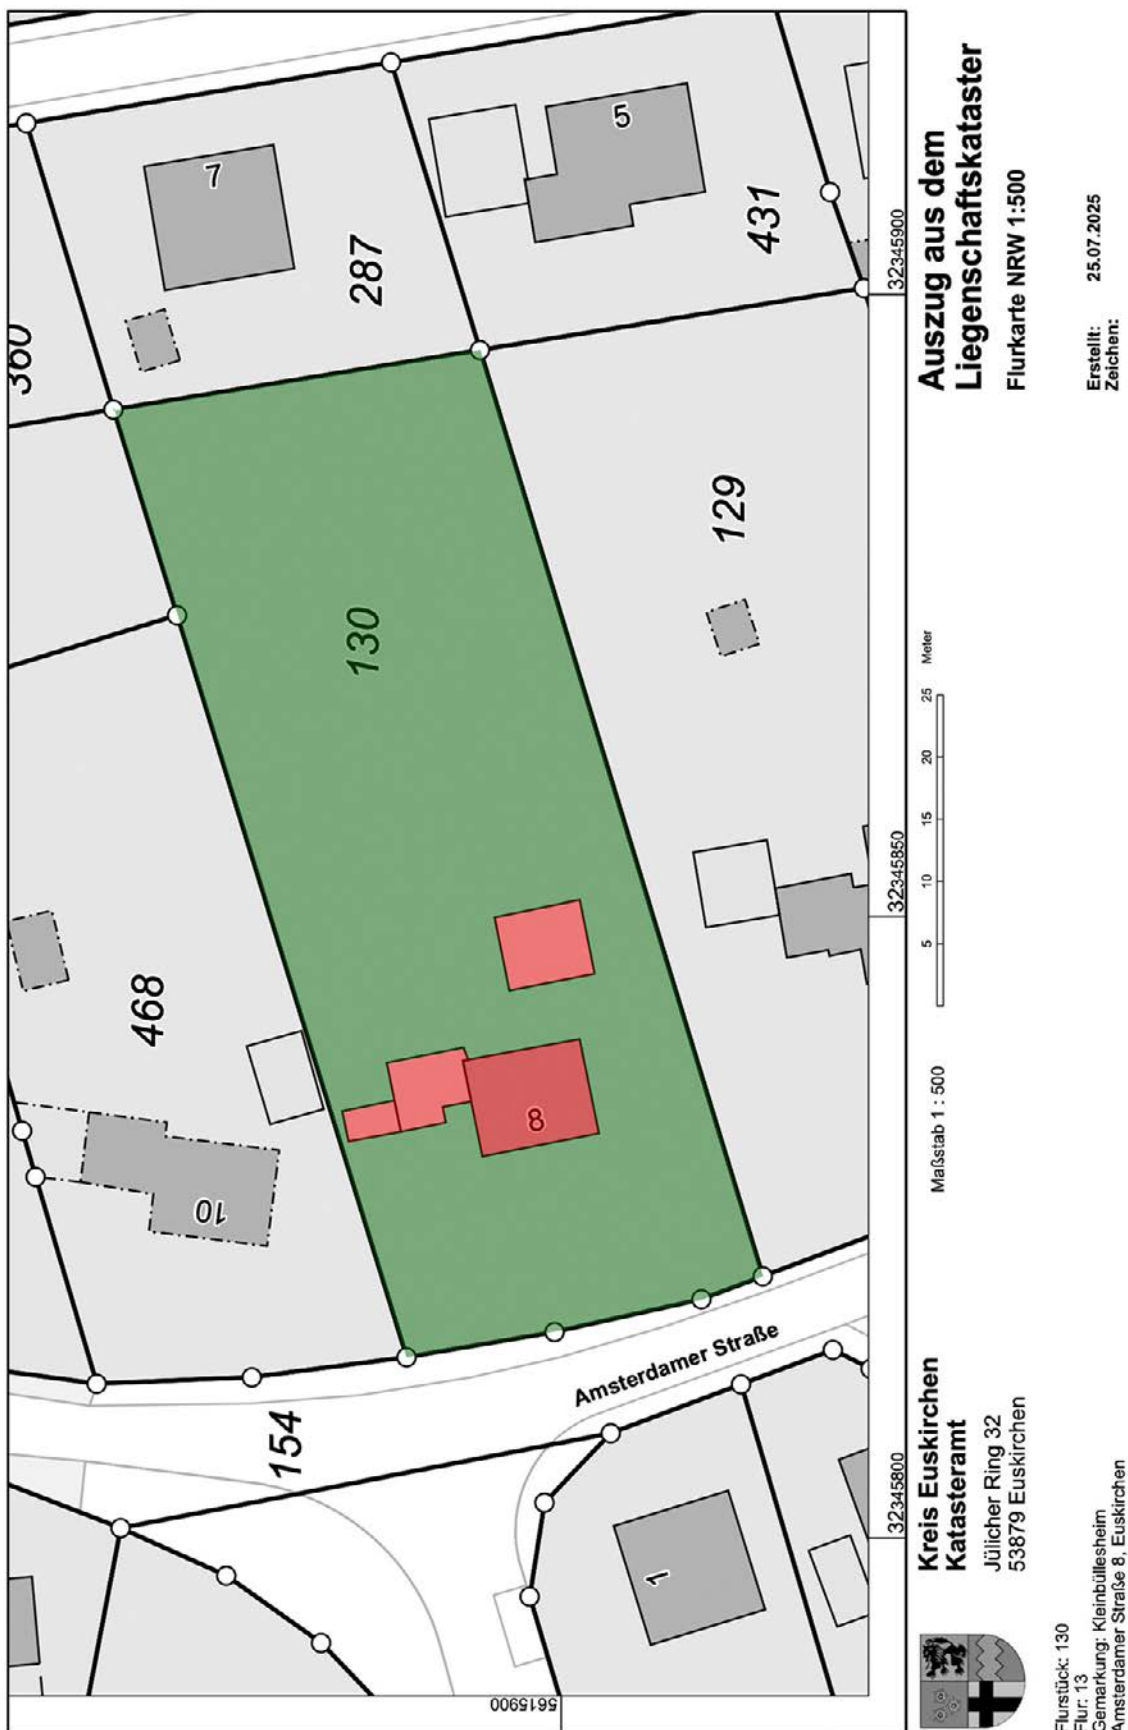 Kreis Euskirchen
Katasteramt
Jülicher Ring 32
53879 Euskirchen
Flurstück: 130
Flur: 13
Gemarkung: Kleinbüllesheim
Amsterdamer Straße 8, Euskirchen
Auszug aus dem
Liegenschaftskataster
Flurkarte NRW 1:500
Erstellt: 25.07.2025
Zeichen:
Maßstab 1 : 500
5 10 15 20 25 Meter
360
7
287
5
431
130
129
468
10
8
154
Amsterdamer Straße
1
32345800
32345850
32345900
5615900